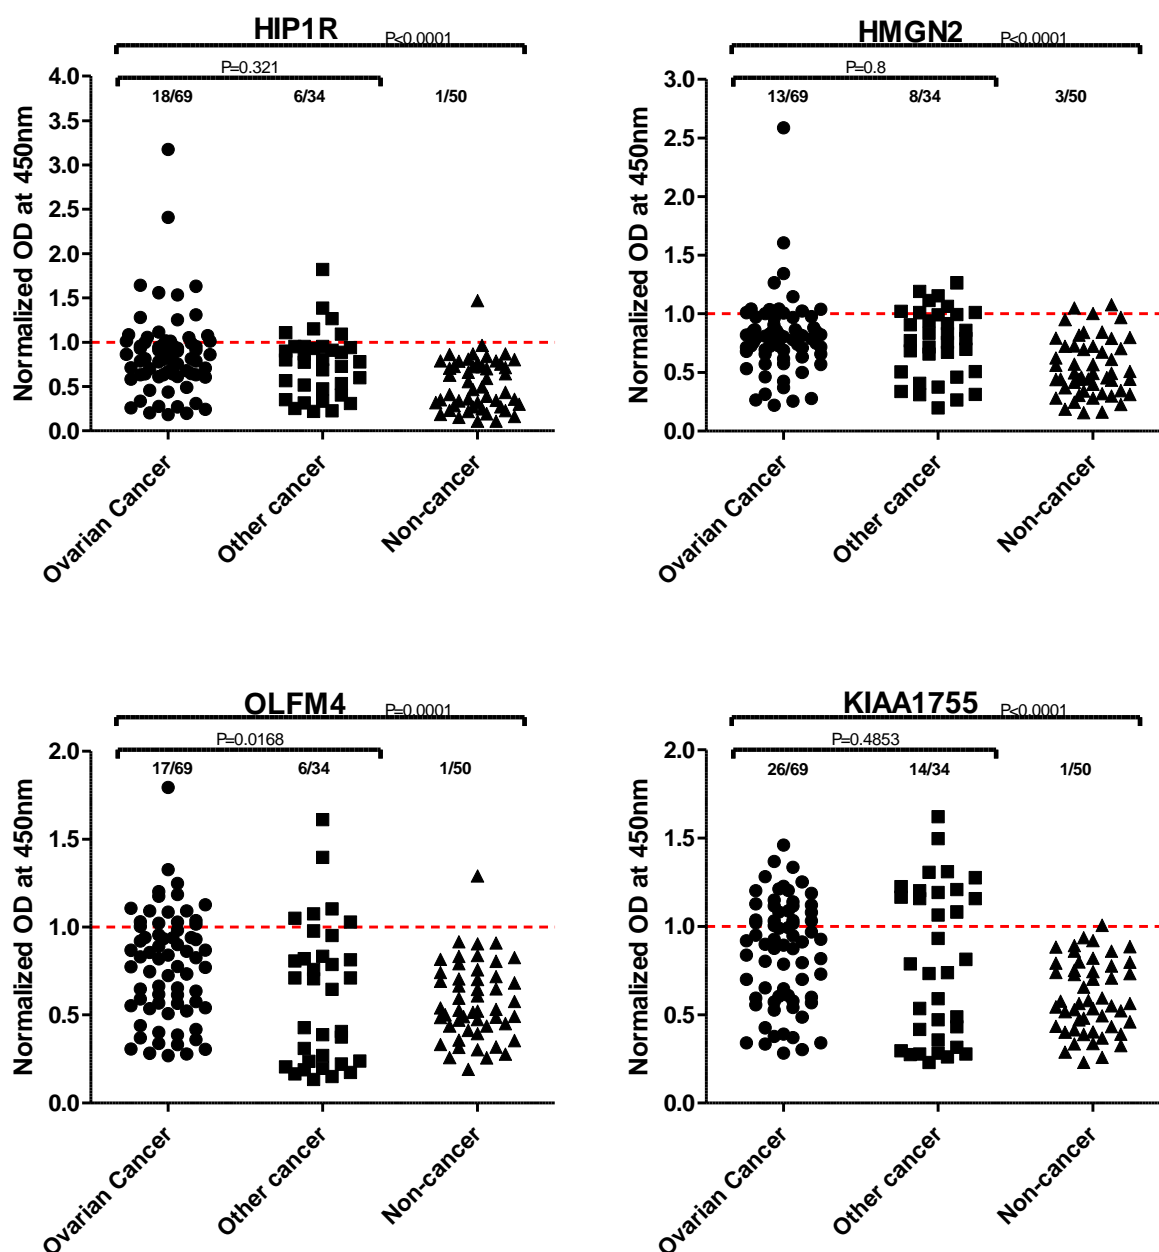 HIP1R
P<0.0001
P=0.321
18/69 6/34 1/50
Normalized OD at 450nm
4.0
3.5
3.0
2.5
2.0
1.5
1.0
0.5
0.0
Ovarian Cancer
Other cancer
Non-cancer
HMGN2
P<0.0001
P=0.8
13/69 8/34 3/50
Normalized OD at 450nm
3.0
2.5
2.0
1.5
1.0
0.5
0.0
Ovarian Cancer
Other cancer
Non-cancer
OLFM4
P=0.0001
P=0.0168
17/69 6/34 1/50
Normalized OD at 450nm
2.0
1.5
1.0
0.5
0.0
Ovarian Cancer
Other cancer
Non-cancer
KIAA1755
P<0.0001
P=0.4853
26/69 14/34 1/50
Normalized OD at 450nm
2.0
1.5
1.0
0.5
0.0
Ovarian Cancer
Other cancer
Non-cancer